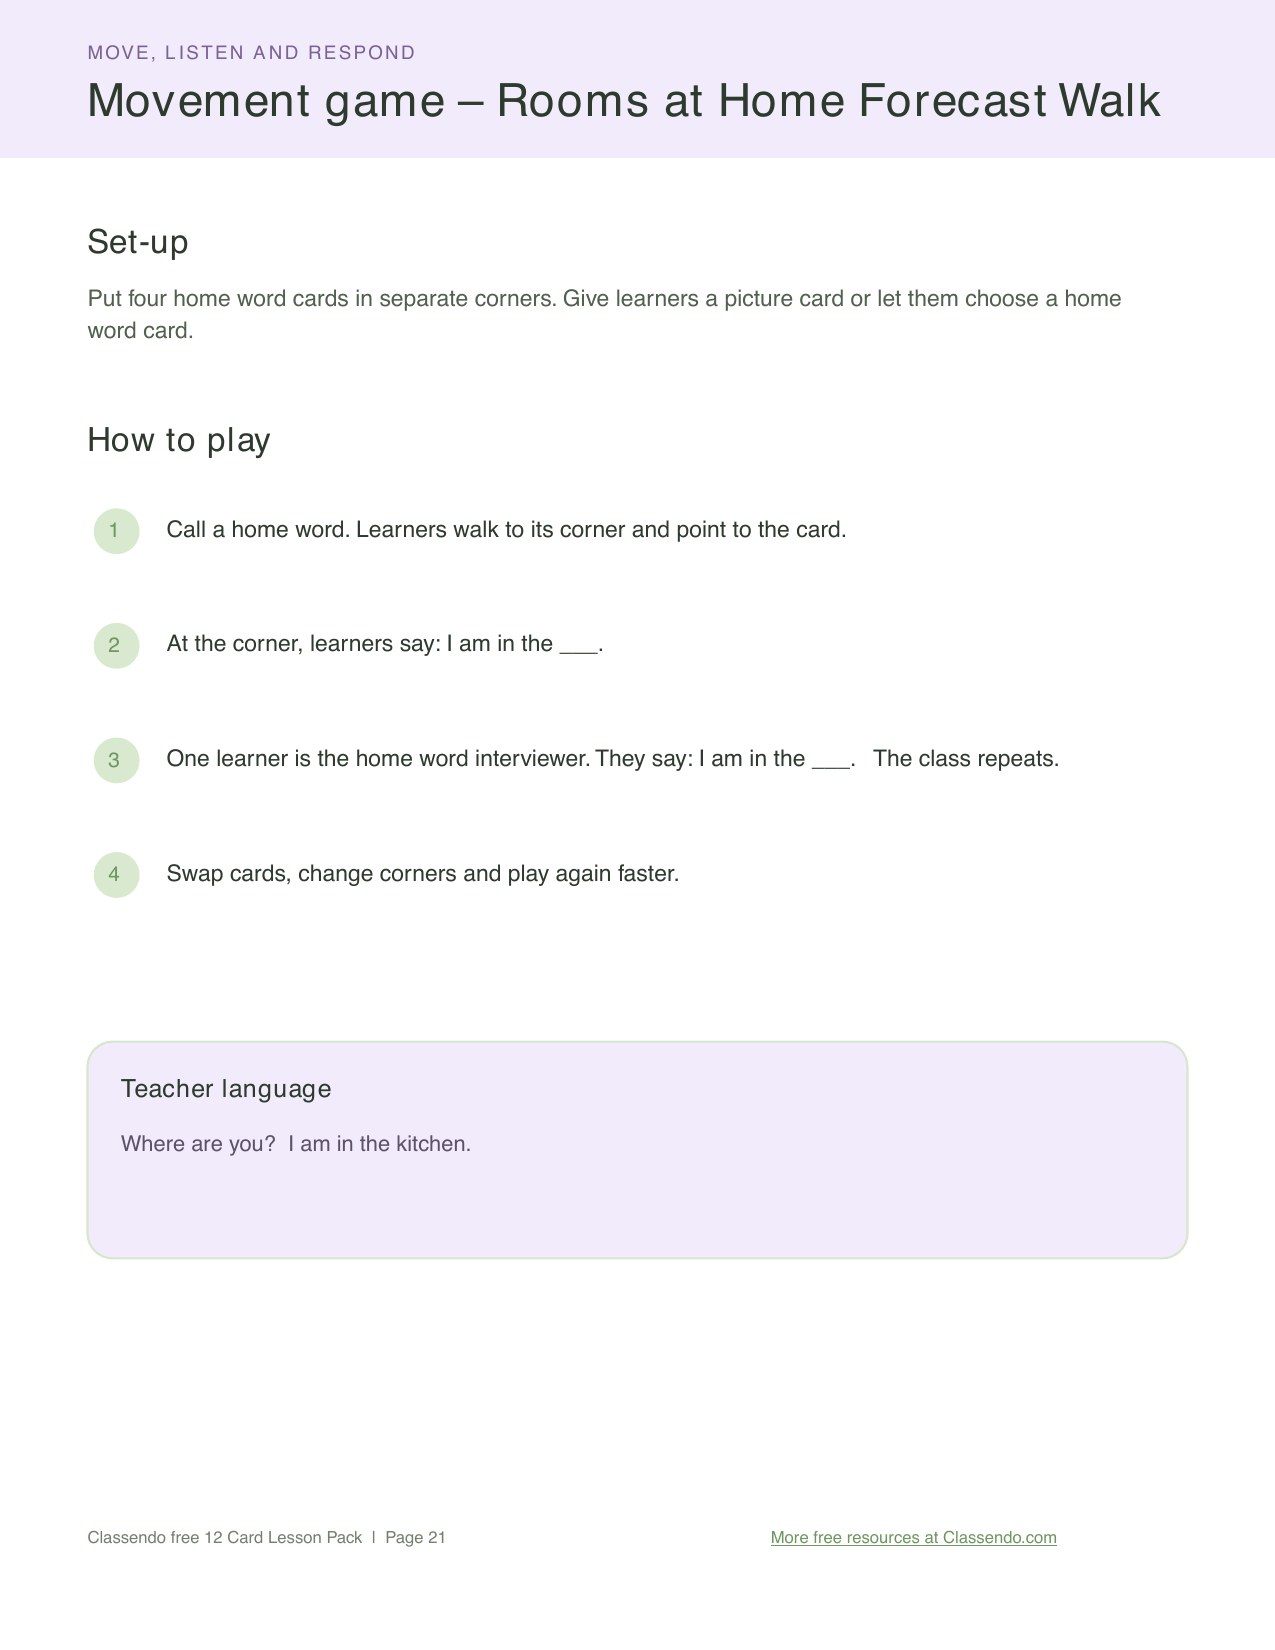 MOVE, LISTEN AND RESPOND
Movement game – Rooms at Home Forecast Walk
Set-up
Put four home word cards in separate corners. Give learners a picture card or let them choose a home
word card.
How to play
1 Call a home word. Learners walk to its corner and point to the card.
2 At the corner, learners say: I am in the ___.
3 One learner is the home word interviewer. They say: I am in the ___. The class repeats.
4 Swap cards, change corners and play again faster.
Teacher language
Where are you? I am in the kitchen.
Classendo free 12 Card Lesson Pack | Page 21 More free resources at Classendo.com